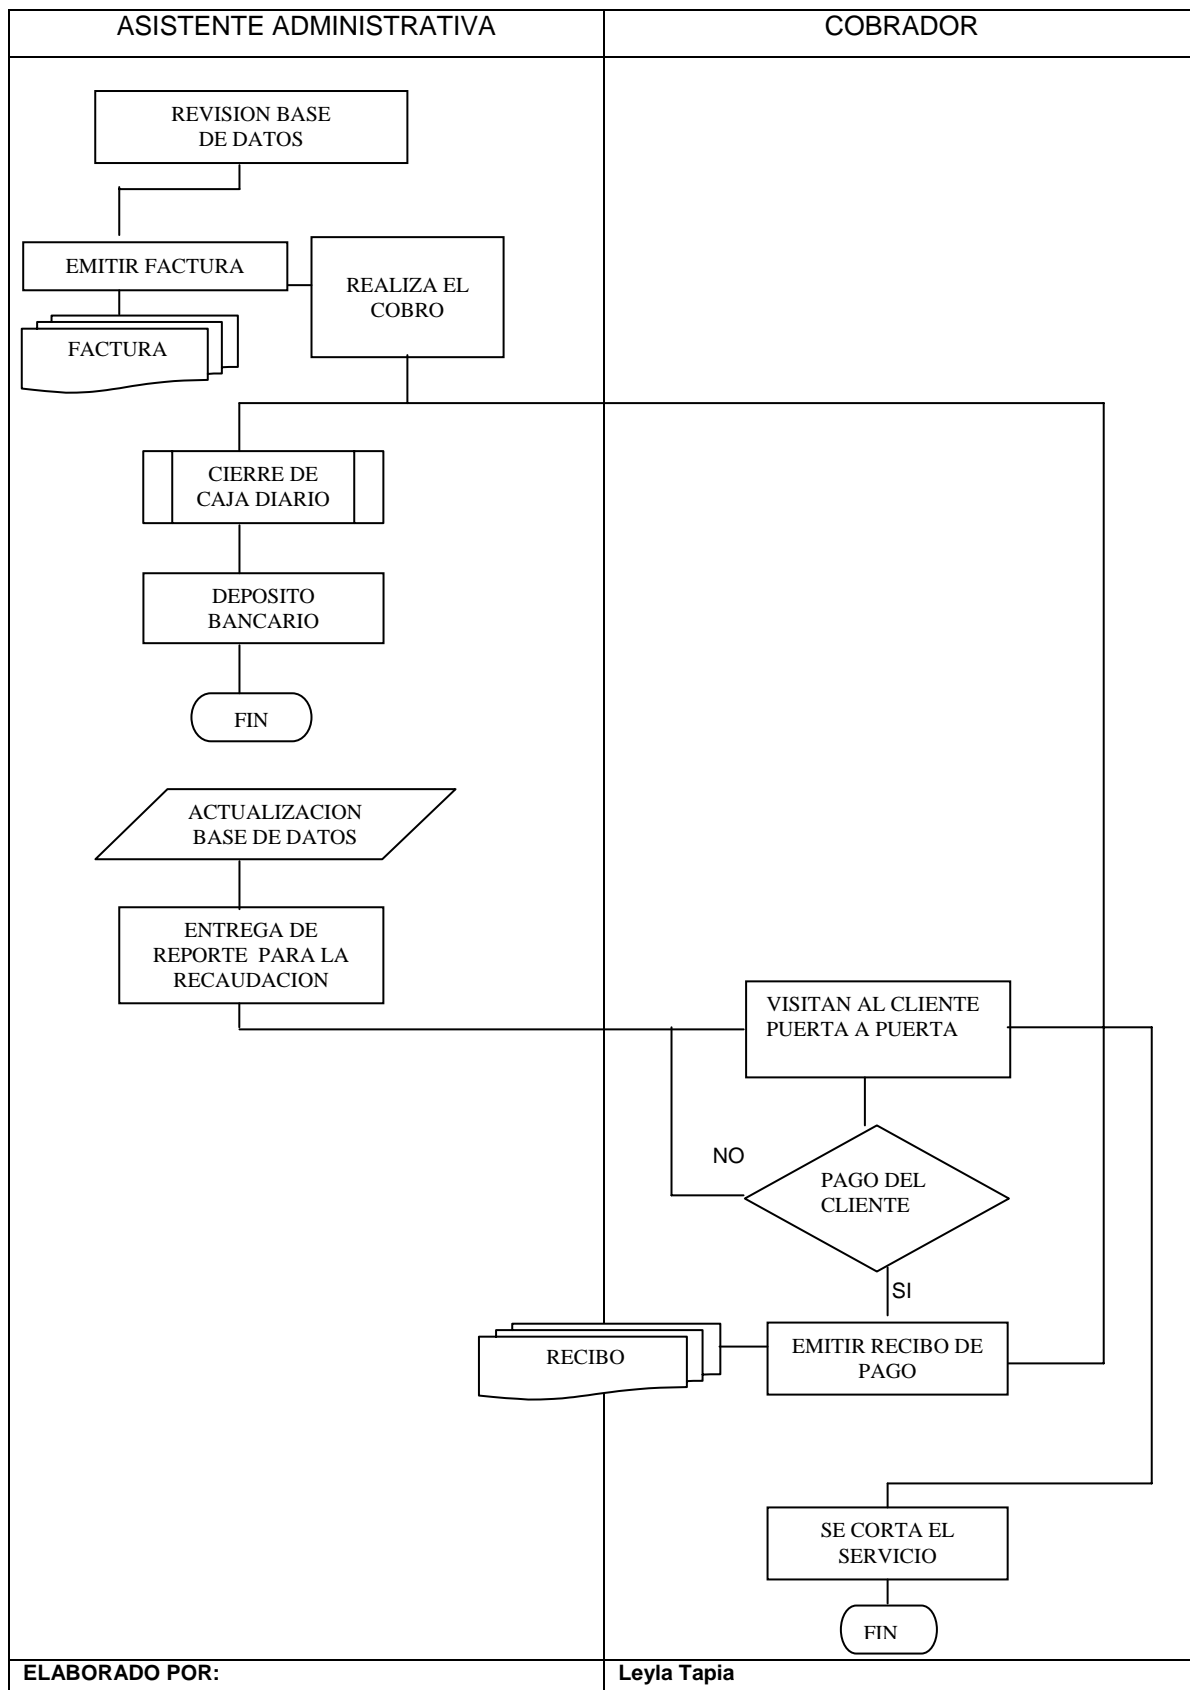 ASISTENTE ADMINISTRATIVA
COBRADOR
REVISION BASE
DE DATOS
EMITIR FACTURA
REALIZA EL
COBRO
FACTURA
CIERRE DE
CAJA DIARIO
DEPOSITO
BANCARIO
FIN
ACTUALIZACION
BASE DE DATOS
ENTREGA DE
REPORTE PARA LA
RECAUDACION
VISITAN AL CLIENTE
PUERTA A PUERTA
NO
PAGO DEL
CLIENTE
SI
RECIBO
EMITIR RECIBO DE
PAGO
SE CORTA EL
SERVICIO
FIN
ELABORADO POR:
Leyla Tapia